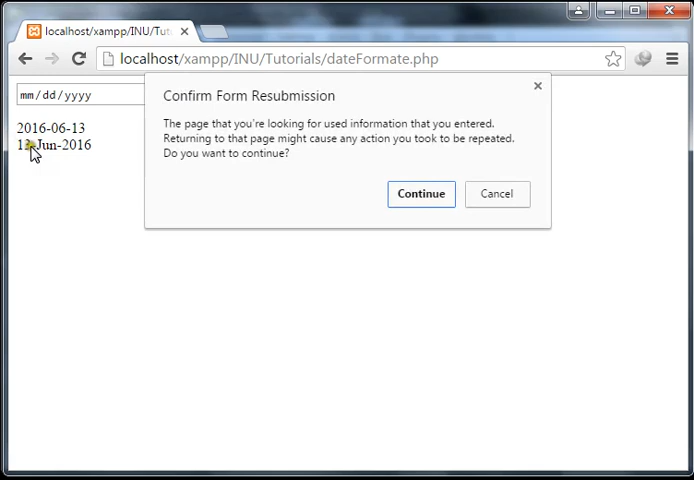 localhost/xampp/INU/Tut
localhost/xampp/INU/Tutorials/dateFormate.php
mm/dd/yyyy
Confirm Form Resubmission
The page that you're looking for used information that you entered.
Returning to that page might cause any action you took to be repeated.
Do you want to continue?
Continue
Cancel
2016-06-13
13-Jun-2016